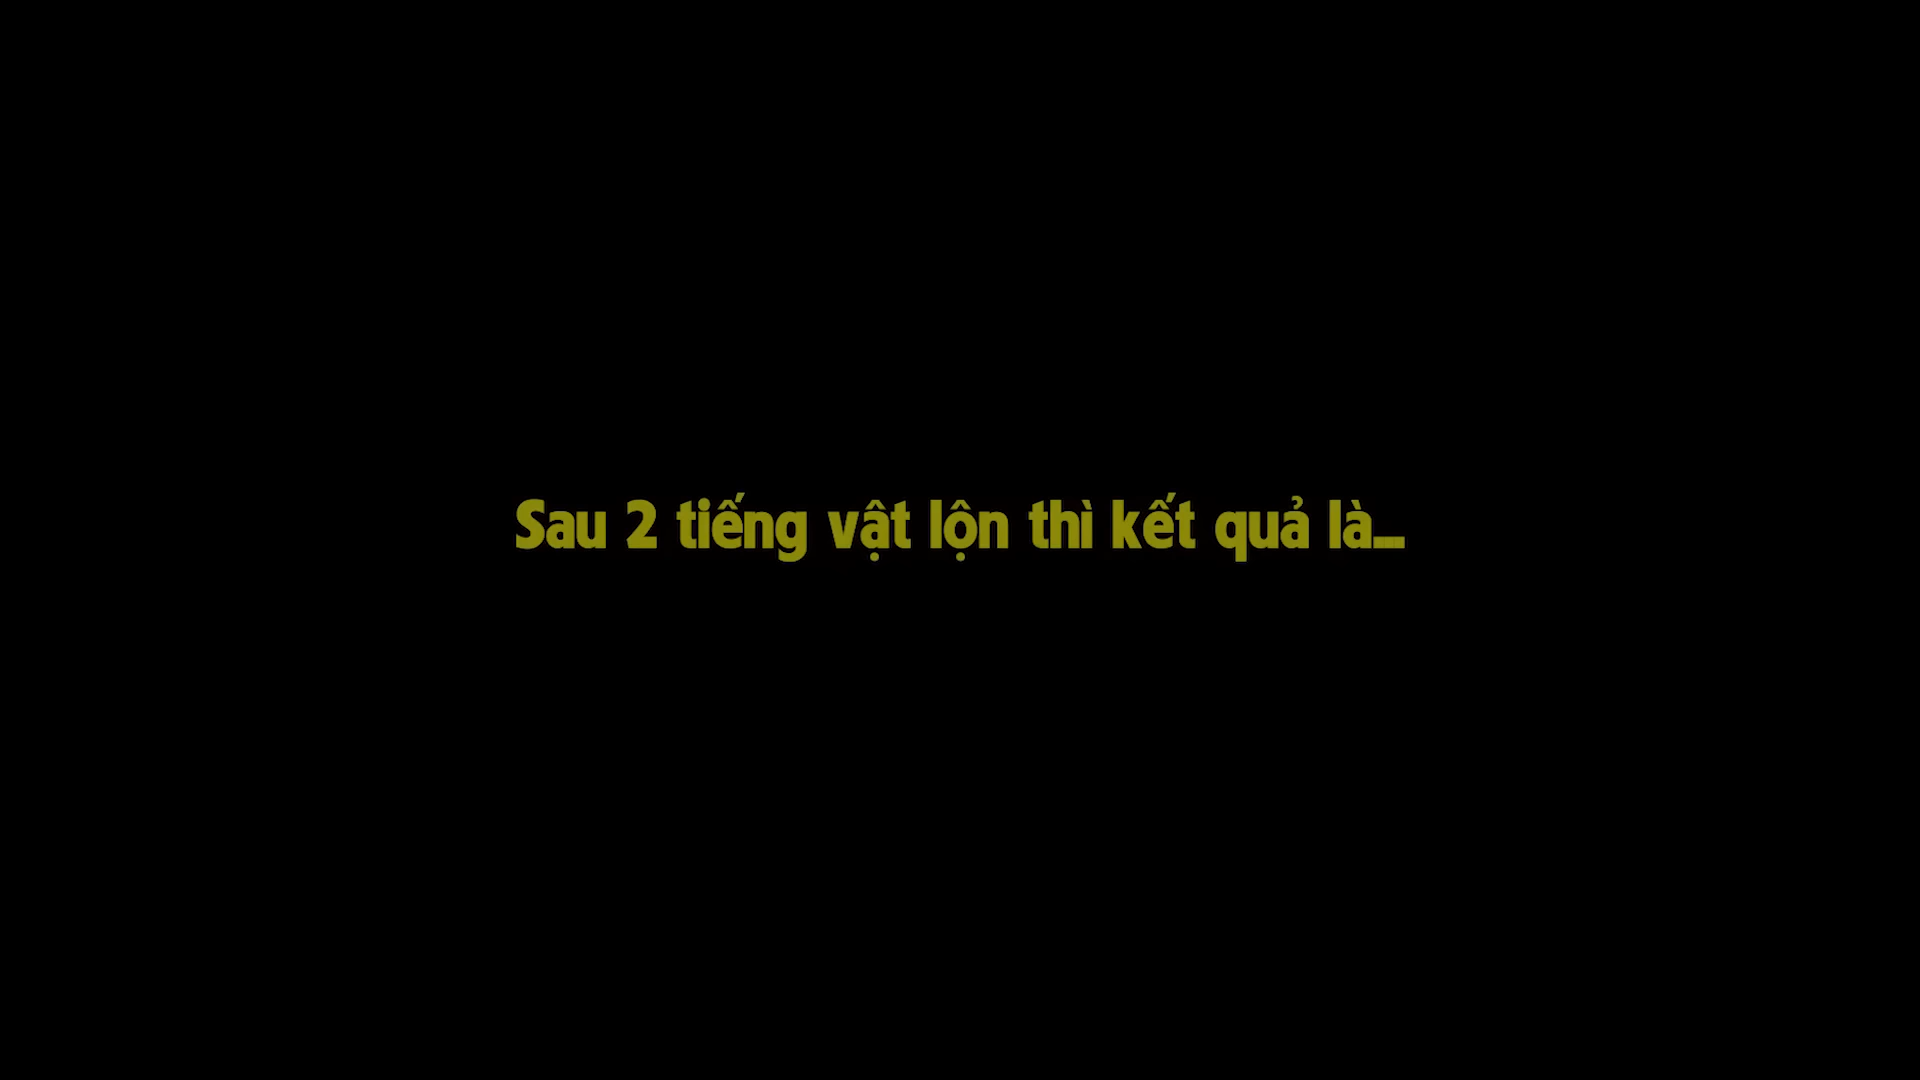 Sau 2 tiếng vật lộn thì kết quả là...